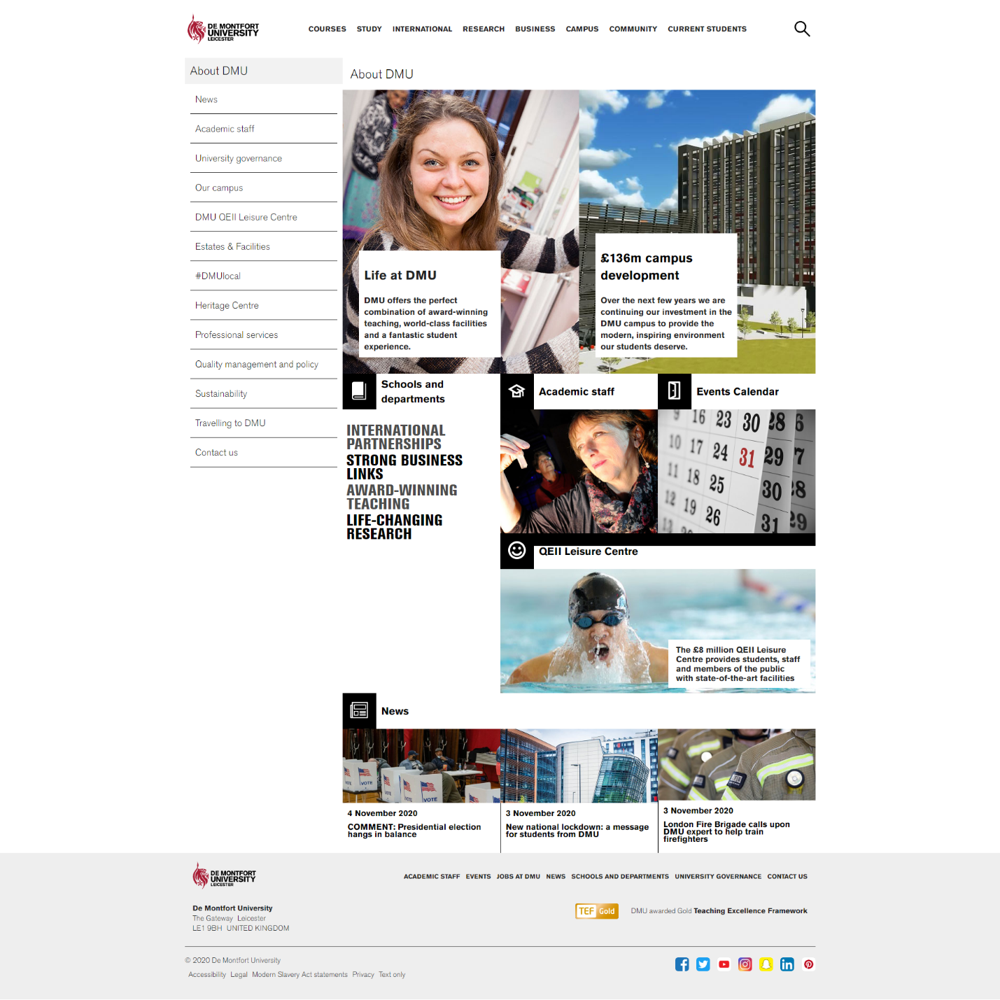 DE MONTFORT
UNIVERSITY
LEICESTER
COURSES STUDY INTERNATIONAL RESEARCH BUSINESS CAMPUS COMMUNITY CURRENT STUDENTS
About DMU
News
Academic staff
University governance
Our campus
DMU QEII Leisure Centre
Estates & Facilities
#DMUlocal
Heritage Centre
Professional services
Quality management and policy
Sustainability
Travelling to DMU
Contact us
About DMU
Life at DMU
DMU offers the perfect
combination of award-winning
teaching, world-class facilities
and a fantastic student
experience.
£136m campus
development
Over the next few years we are
continuing our investment in the
DMU campus to provide the
modern, inspiring environment
our students deserve.
Schools and
departments
INTERNATIONAL
PARTNERSHIPS
STRONG BUSINESS
LINKS
AWARD-WINNING
TEACHING
LIFE-CHANGING
RESEARCH
Academic staff
Events Calendar
9 16 23 30 28 6
10 17 24 31 29 7
11 18 25 30 28
12 19 26 31 29
QEII Leisure Centre
The £8 million QEII Leisure
Centre provides students, staff
and members of the public
with state-of-the-art facilities
News
VOTE VOTE VOTE VOTE
4 November 2020
COMMENT: Presidential election
hangs in balance
3 November 2020
New national lockdown: a message
for students from DMU
3 November 2020
London Fire Brigade calls upon
DMU expert to help train
firefighters
DE MONTFORT
UNIVERSITY
LEICESTER
ACADEMIC STAFF EVENTS JOBS AT DMU NEWS SCHOOLS AND DEPARTMENTS UNIVERSITY GOVERNANCE CONTACT US
De Montfort University
The Gateway Leicester
LE1 9BH UNITED KINGDOM
TEF Gold
DMU awarded Gold Teaching Excellence Framework
© 2020 De Montfort University
Accessibility Legal Modern Slavery Act statements Privacy Text only